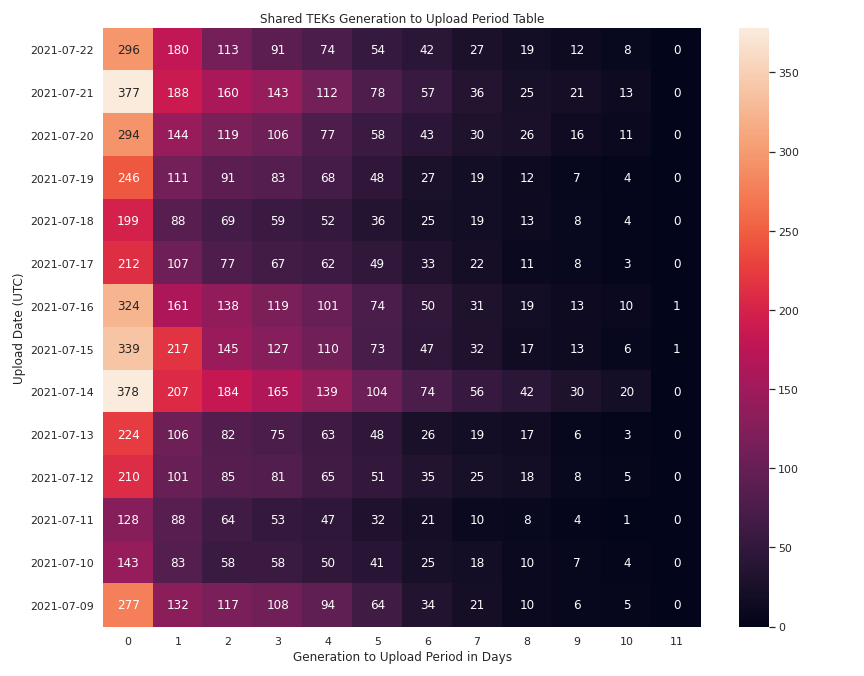 Shared TEKs Generation to Upload Period Table
2021-07-22 296 180 113 91 74 54 42 27 19 12 8 0
2021-07-21 377 188 160 143 112 78 57 36 25 21 13 0
2021-07-20 294 144 119 106 77 58 43 30 26 16 11 0
2021-07-19 246 111 91 83 68 48 27 19 12 7 4 0
2021-07-18 199 88 69 59 52 36 25 19 13 8 4 0
2021-07-17 212 107 77 67 62 49 33 22 11 8 3 0
2021-07-16 324 161 138 119 101 74 50 31 19 13 10 1
2021-07-15 339 217 145 127 110 73 47 32 17 13 6 1
2021-07-14 378 207 184 165 139 104 74 56 42 30 20 0
2021-07-13 224 106 82 75 63 48 26 19 17 6 3 0
2021-07-12 210 101 85 81 65 51 35 25 18 8 5 0
2021-07-11 128 88 64 53 47 32 21 10 8 4 1 0
2021-07-10 143 83 58 58 50 41 25 18 10 7 4 0
2021-07-09 277 132 117 108 94 64 34 21 10 6 5 0
0 1 2 3 4 5 6 7 8 9 10 11
Generation to Upload Period in Days
Upload Date (UTC)
350
300
250
200
150
100
50
0